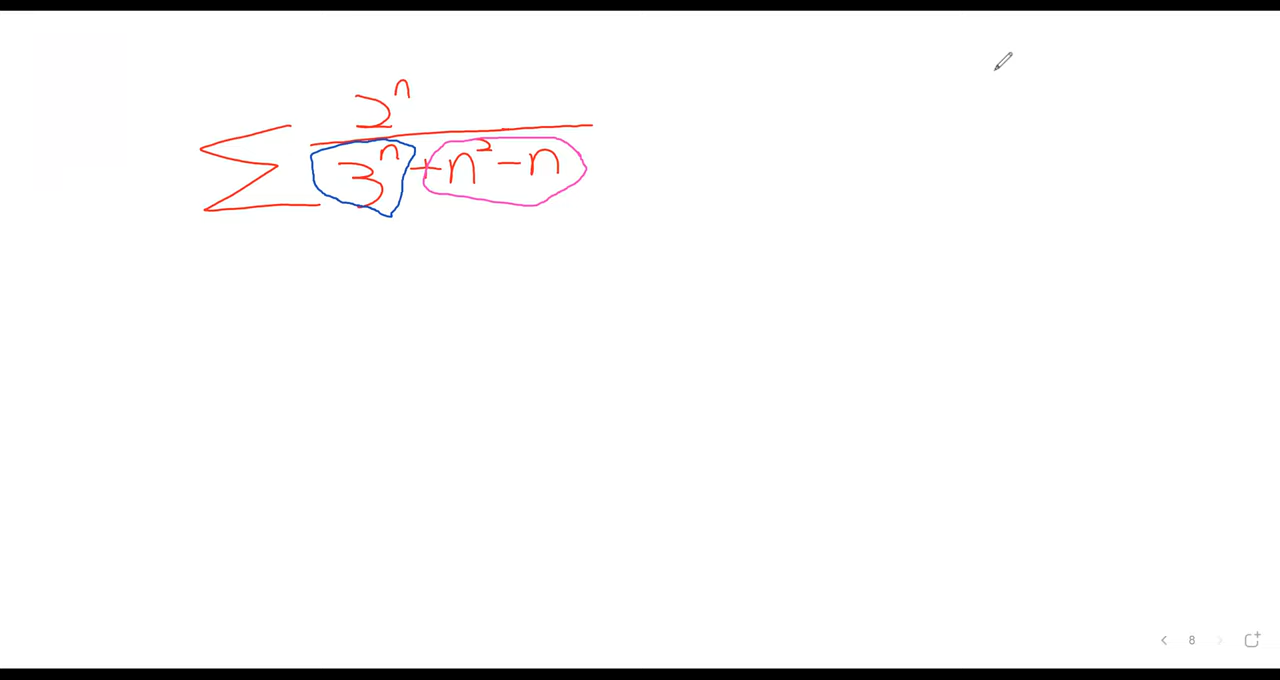 ∑ 2^n / (3^n + n^2 - n)
8